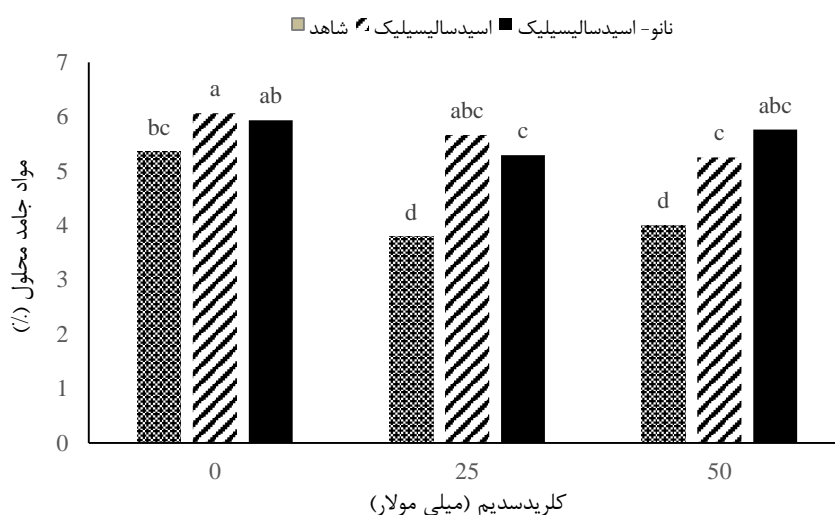 شاهد اسیدسالیسیلیک نانو- اسیدسالیسیلیک
مواد جامد محلول (%)
7
6
5
4
3
2
1
0
bc a ab
d abc c
d c abc
0 25 50
کلریدسدیم (میلی مولار)